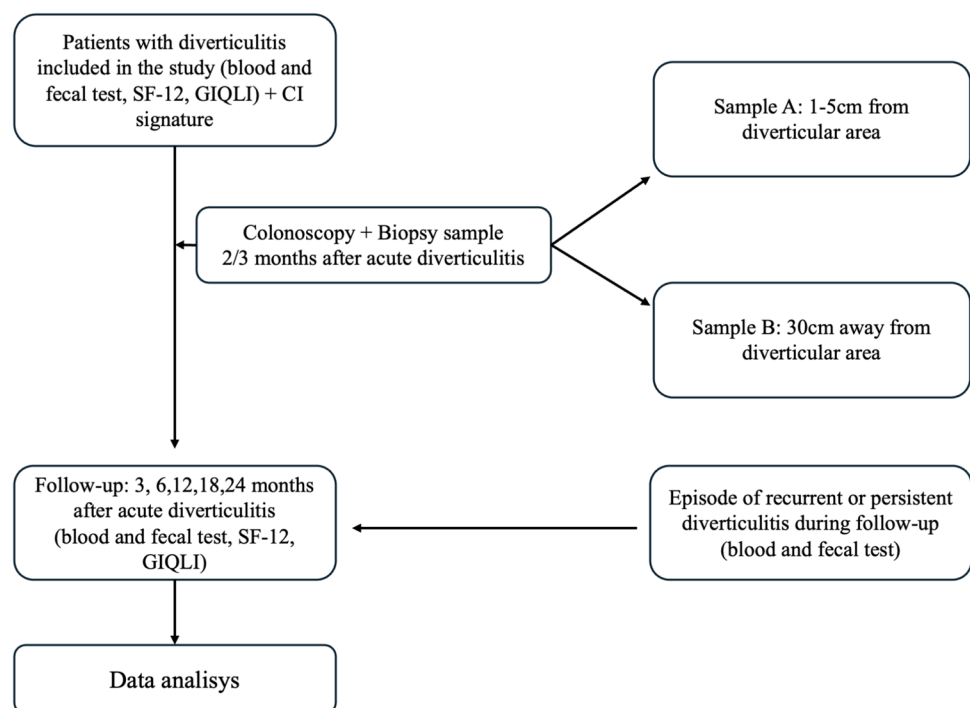 Patients with diverticulitis
included in the study (blood and
fecal test, SF-12, GIQLI) + CI
signature
Sample A: 1-5cm from
diverticular area
Colonoscopy + Biopsy sample
2/3 months after acute diverticulitis
Sample B: 30cm away from
diverticular area
Follow-up: 3, 6,12,18,24 months
after acute diverticulitis
(blood and fecal test, SF-12,
GIQLI)
Episode of recurrent or persistent
diverticulitis during follow-up
(blood and fecal test)
Data analisys